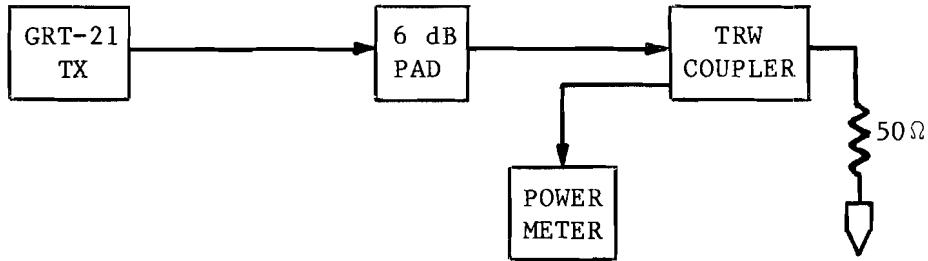 GRT-21
TX
6 dB
PAD
TRW
COUPLER
50Ω
POWER
METER